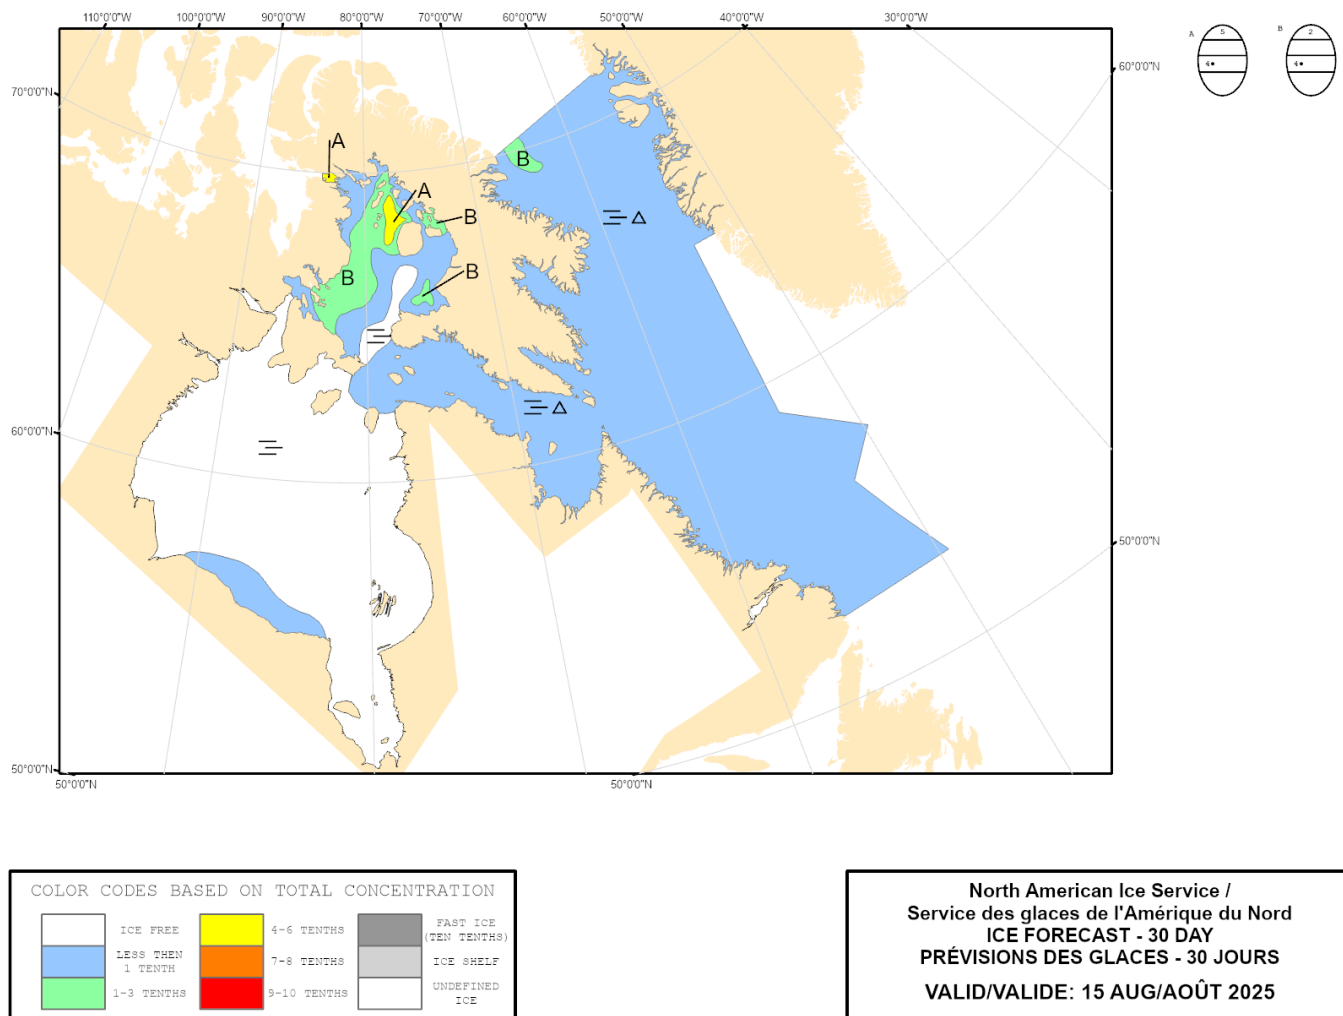 110°0'0"W 100°0'0"W 90°0'0"W 80°0'0"W 70°0'0"W 60°0'0"W 50°0'0"W 40°0'0"W 30°0'0"W
A 5 B 2
4• 4•
60°0'0"N
70°0'0"N
A
B
A
B
B
B
60°0'0"N
50°0'0"N
50°0'0"N
50°0'0"N 50°0'0"N
COLOR CODES BASED ON TOTAL CONCENTRATION
ICE FREE
LESS THEN
1 TENTH
1-3 TENTHS
4-6 TENTHS
7-8 TENTHS
9-10 TENTHS
FAST ICE
(TEN TENTHS)
ICE SHELF
UNDEFINED
ICE
North American Ice Service /
Service des glaces de l'Amérique du Nord
ICE FORECAST - 30 DAY
PRÉVISIONS DES GLACES - 30 JOURS
VALID/VALIDE: 15 AUG/AOÛT 2025